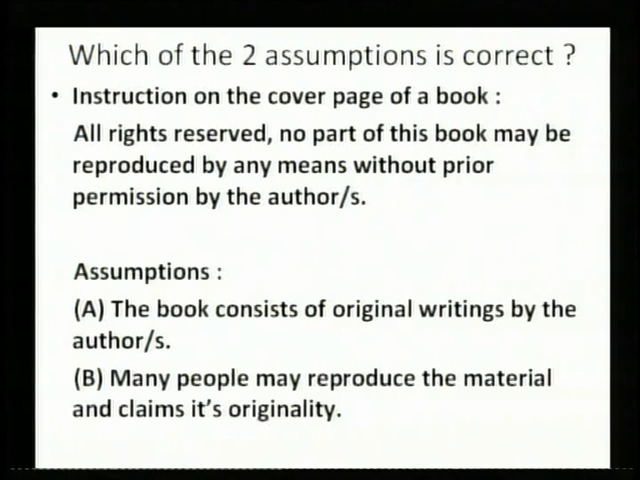 Which of the 2 assumptions is correct ?
• Instruction on the cover page of a book :
All rights reserved, no part of this book may be
reproduced by any means without prior
permission by the author/s.
Assumptions :
(A) The book consists of original writings by the
author/s.
(B) Many people may reproduce the material
and claims it's originality.